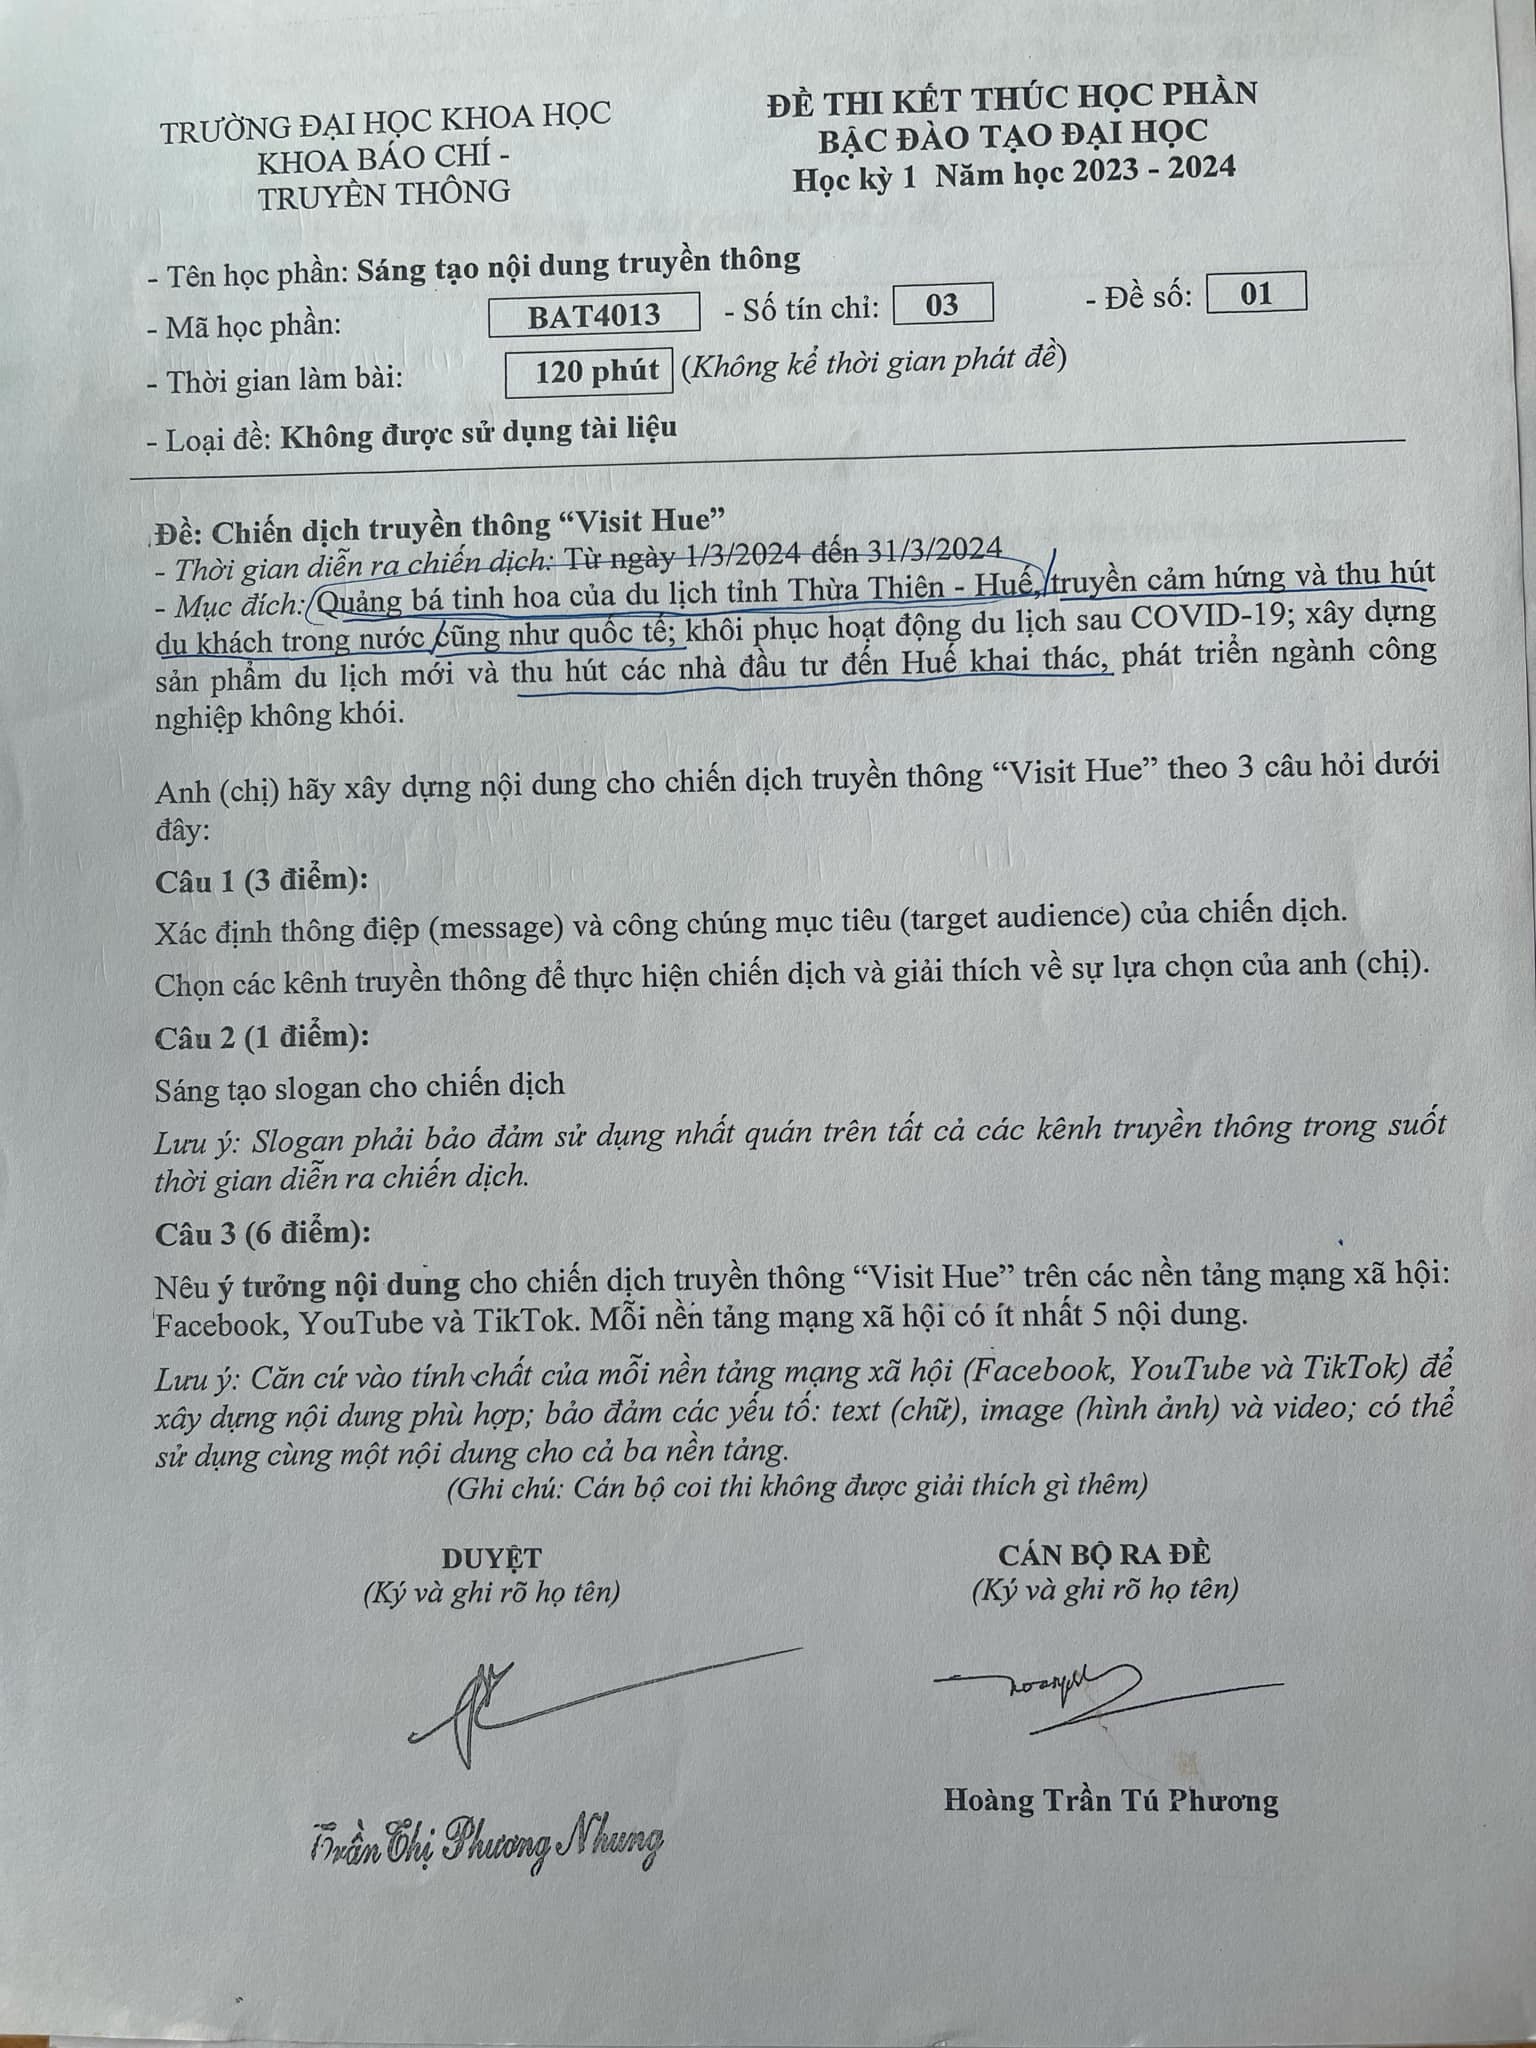 TRƯỜNG ĐẠI HỌC KHOA HỌC
KHOA BÁO CHÍ -
TRUYỀN THÔNG
ĐỀ THI KẾT THÚC HỌC PHẦN
BẬC ĐÀO TẠO ĐẠI HỌC
Học kỳ 1 Năm học 2023 - 2024
- Tên học phần: Sáng tạo nội dung truyền thông
- Mã học phần: BAT4013 - Số tín chỉ: 03 - Đề số: 01
- Thời gian làm bài: 120 phút (Không kể thời gian phát đề)
- Loại đề: Không được sử dụng tài liệu
Đề: Chiến dịch truyền thông “Visit Hue”
- Thời gian diễn ra chiến dịch: Từ ngày 1/3/2024 đến 31/3/2024
- Mục đích: Quảng bá tinh hoa của du lịch tỉnh Thừa Thiên - Huế, truyền cảm hứng và thu hút
du khách trong nước cũng như quốc tế; khôi phục hoạt động du lịch sau COVID-19; xây dựng
sản phẩm du lịch mới và thu hút các nhà đầu tư đến Huế khai thác, phát triển ngành công
nghiệp không khói.
Anh (chị) hãy xây dựng nội dung cho chiến dịch truyền thông “Visit Hue” theo 3 câu hỏi dưới
đây:
Câu 1 (3 điểm):
Xác định thông điệp (message) và công chúng mục tiêu (target audience) của chiến dịch.
Chọn các kênh truyền thông để thực hiện chiến dịch và giải thích về sự lựa chọn của anh (chị).
Câu 2 (1 điểm):
Sáng tạo slogan cho chiến dịch
Lưu ý: Slogan phải bảo đảm sử dụng nhất quán trên tất cả các kênh truyền thông trong suốt
thời gian diễn ra chiến dịch.
Câu 3 (6 điểm):
Nêu ý tưởng nội dung cho chiến dịch truyền thông “Visit Hue” trên các nền tảng mạng xã hội:
Facebook, YouTube và TikTok. Mỗi nền tảng mạng xã hội có ít nhất 5 nội dung.
Lưu ý: Căn cứ vào tính chất của mỗi nền tảng mạng xã hội (Facebook, YouTube và TikTok) để
xây dựng nội dung phù hợp; bảo đảm các yếu tố: text (chữ), image (hình ảnh) và video; có thể
sử dụng cùng một nội dung cho cả ba nền tảng.
(Ghi chú: Cán bộ coi thi không được giải thích gì thêm)
DUYỆT
(Ký và ghi rõ họ tên)
CÁN BỘ RA ĐỀ
(Ký và ghi rõ họ tên)
Trần Thị Phương Nhung
Hoàng Trần Tú Phương